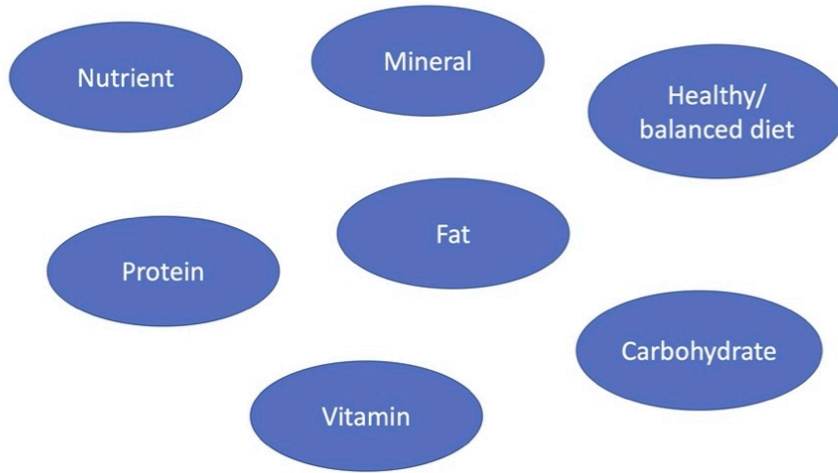 Nutrient
Mineral
Healthy/
balanced diet
Protein
Fat
Carbohydrate
Vitamin